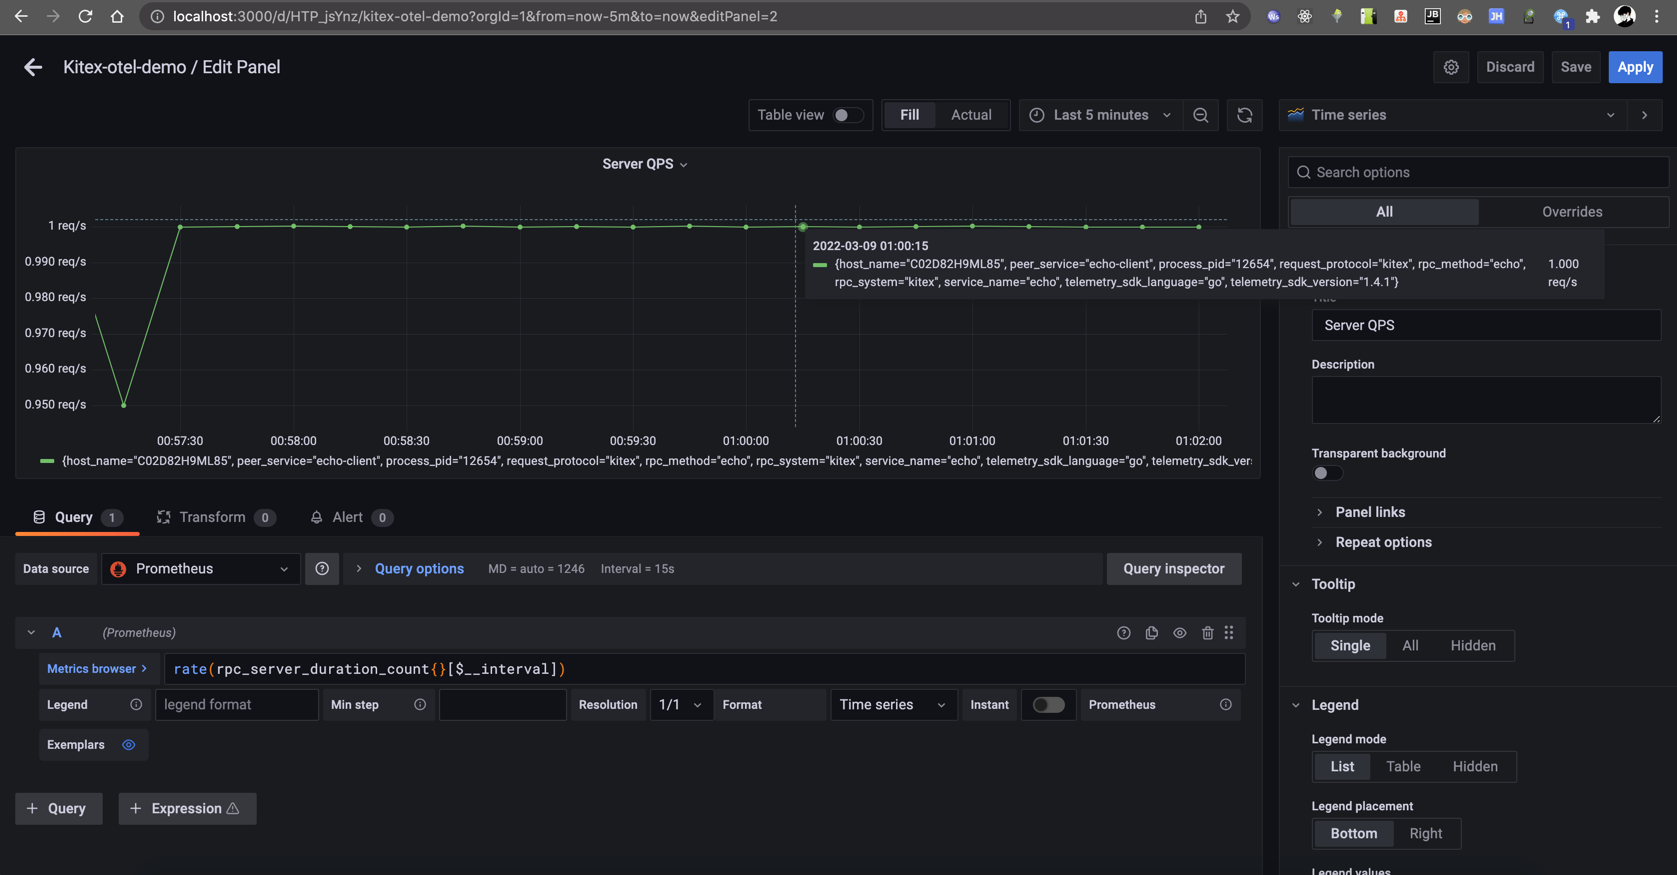 localhost:3000/d/HTP_jsYnz/kitex-otel-demo?orgId=1&from=now-5m&to=now&editPanel=2
JB
JH
1
Kitex-otel-demo / Edit Panel
Discard
Save
Apply
Table view
Fill
Actual
Last 5 minutes
Time series
Server QPS
Search options
All
Overrides
1 req/s
0.990 req/s
0.980 req/s
0.970 req/s
0.960 req/s
0.950 req/s
2022-03-09 01:00:15
{host_name="C02D82H9ML85", peer_service="echo-client", process_pid="12654", request_protocol="kitex", rpc_method="echo",
rpc_system="kitex", service_name="echo", telemetry_sdk_language="go", telemetry_sdk_version="1.4.1"}
1.000
req/s
Title
Server QPS
Description
00:57:30
00:58:00
00:58:30
00:59:00
00:59:30
01:00:00
01:00:30
01:01:00
01:01:30
01:02:00
{host_name="C02D82H9ML85", peer_service="echo-client", process_pid="12654", request_protocol="kitex", rpc_method="echo", rpc_system="kitex", service_name="echo", telemetry_sdk_language="go", telemetry_sdk_ver
Transparent background
Panel links
Repeat options
Query 1
Transform 0
Alert 0
Data source
Prometheus
Query options
MD = auto = 1246
Interval = 15s
Query inspector
Tooltip
Tooltip mode
Single
All
Hidden
A
(Prometheus)
Metrics browser
rate(rpc_server_duration_count{}[$__interval])
Legend
legend format
Min step
Resolution
1/1
Format
Time series
Instant
Prometheus
Exemplars
+ Query
+ Expression
Legend
Legend mode
List
Table
Hidden
Legend placement
Bottom
Right
Legend values